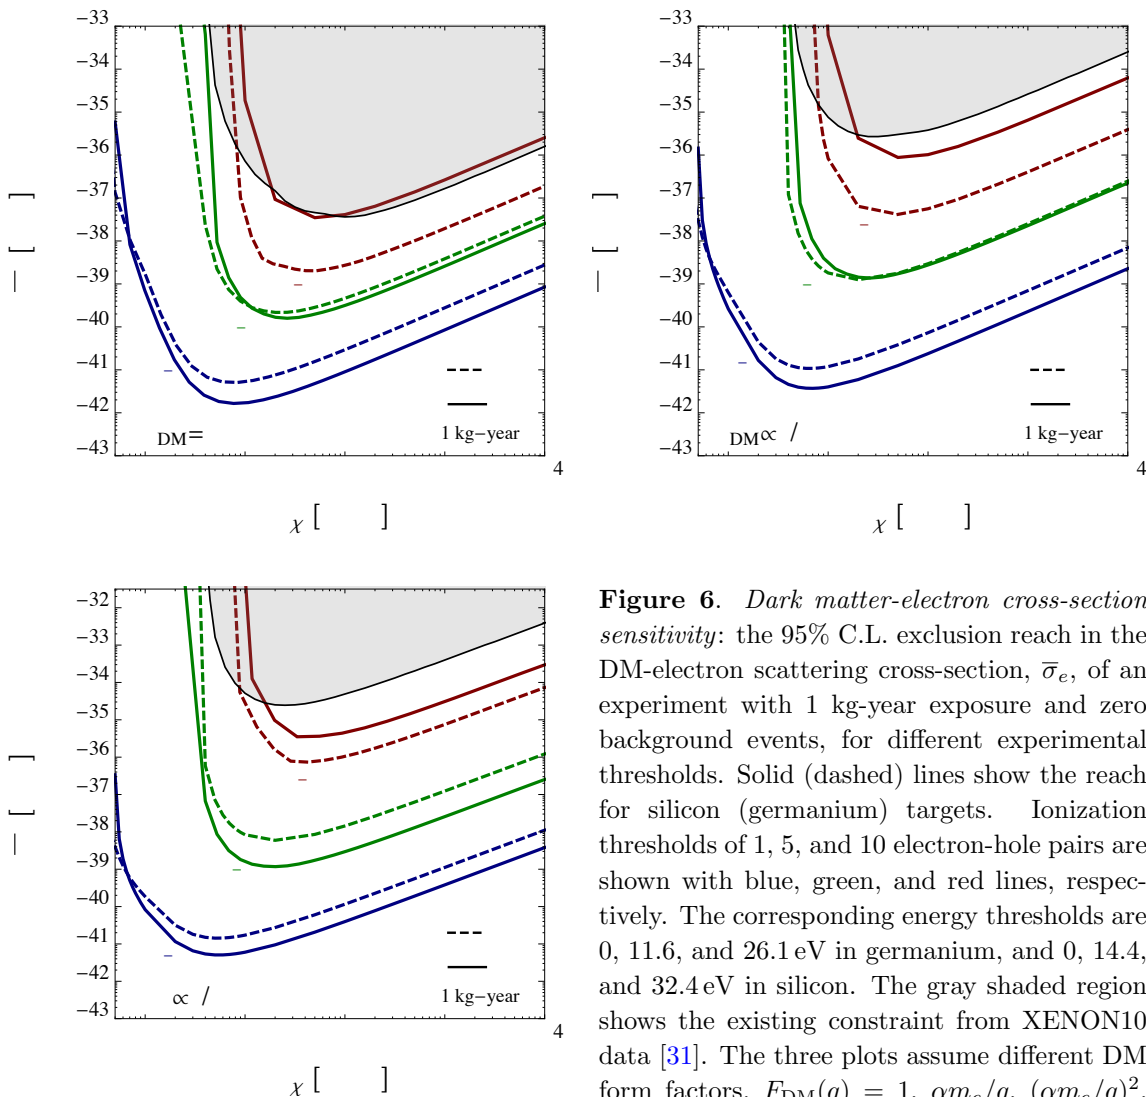 −33
−34
−35
−36
−37
−38
−39
−40
−41
−42
−43
— [ ]
DM=
1 kg−year
4
χ [ ]
−33
−34
−35
−36
−37
−38
−39
−40
−41
−42
−43
— [ ]
DM∝ /
1 kg−year
4
χ [ ]
−32
−33
−34
−35
−36
−37
−38
−39
−40
−41
−42
−43
— [ ]
∝ /
1 kg−year
4
χ [ ]
Figure 6. Dark matter-electron cross-section
sensitivity: the 95% C.L. exclusion reach in the
DM-electron scattering cross-section, σ̅e, of an
experiment with 1 kg-year exposure and zero
background events, for different experimental
thresholds. Solid (dashed) lines show the reach
for silicon (germanium) targets. Ionization
thresholds of 1, 5, and 10 electron-hole pairs are
shown with blue, green, and red lines, respec-
tively. The corresponding energy thresholds are
0, 11.6, and 26.1 eV in germanium, and 0, 14.4,
and 32.4 eV in silicon. The gray shaded region
shows the existing constraint from XENON10
data [31]. The three plots assume different DM
form factors, FDM(q) = 1, αme/q, (αme/q)2,